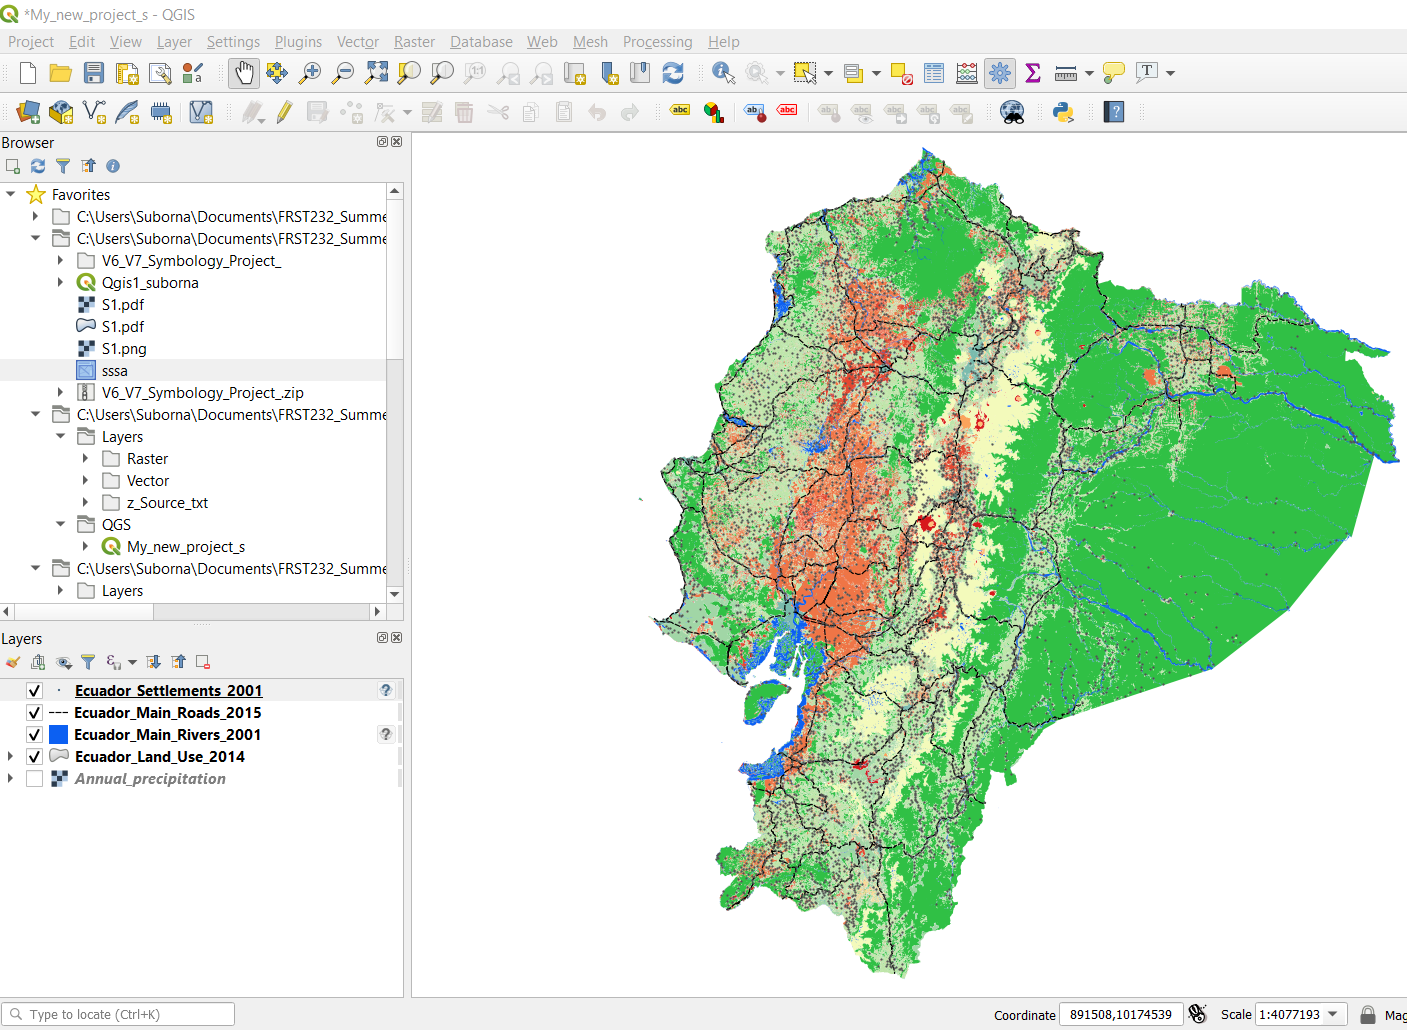 *My_new_project_s - QGIS
Project Edit View Layer Settings Plugins Vector Raster Database Web Mesh Processing Help
Browser
Favorites
C:\Users\Suborna\Documents\FRST232_Summe
C:\Users\Suborna\Documents\FRST232_Summe
V6_V7_Symbology_Project_
Qgis1_suborna
S1.pdf
S1.pdf
S1.png
sssa
V6_V7_Symbology_Project_.zip
C:\Users\Suborna\Documents\FRST232_Summe
Layers
Raster
Vector
z_Source_txt
QGS
My_new_project_s
C:\Users\Suborna\Documents\FRST232_Summe
Layers
Layers
Ecuador_Settlements_2001
Ecuador_Main_Roads_2015
Ecuador_Main_Rivers_2001
Ecuador_Land_Use_2014
Annual_precipitation
Type to locate (Ctrl+K)
Coordinate 891508,10174539 Scale 1:4077193 Mag